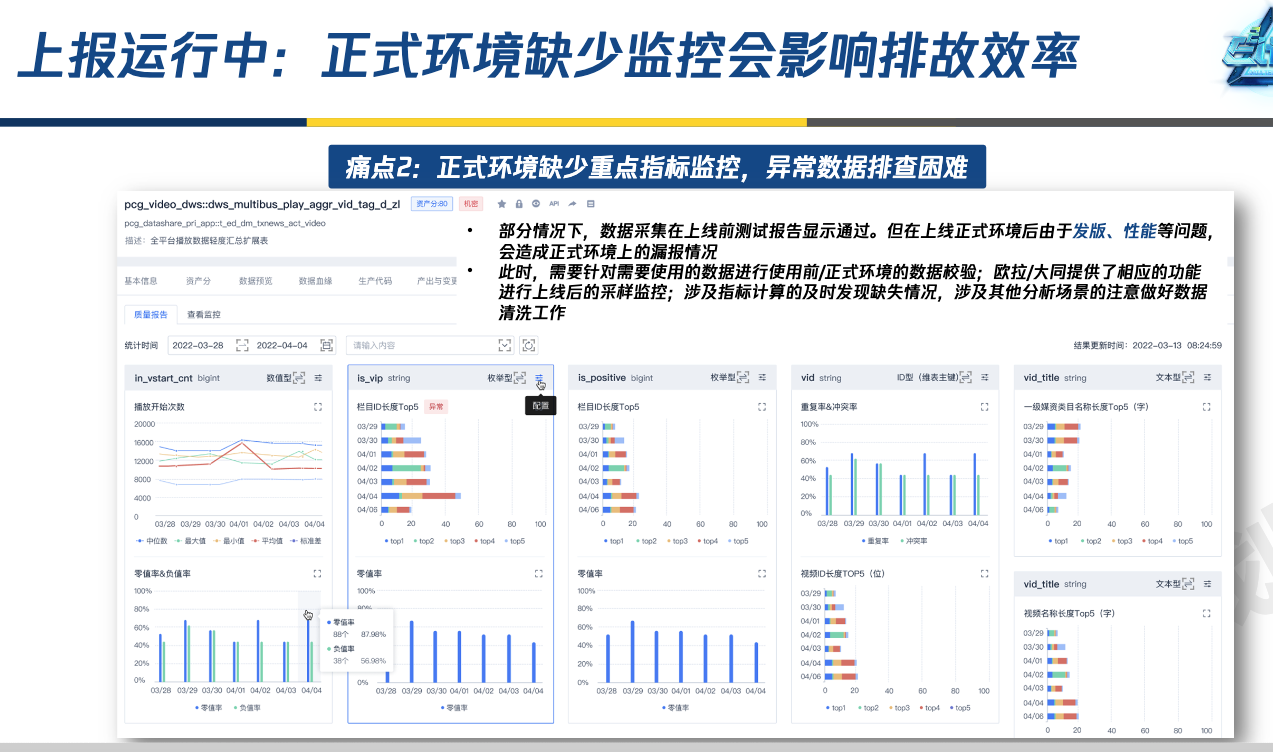 上报运行中：正式环境缺少监控会影响排故效率
痛点2：正式环境缺少重点指标监控，异常数据排查困难
pcg_video_dws::dws_multibus_play_aggr_vid_tag_d_zl 资产分:80 机密 API
pcg_datashare_pri_app::t_ed_dm_txnews_act_video
描述：全平台播放数据轻度汇总扩展表
• 部分情况下，数据采集在上线前测试报告显示通过。但在上线正式环境后由于发版、性能等问题，
会造成正式环境上的漏报情况
• 此时，需要针对需要使用的数据进行使用前/正式环境的数据校验；欧拉/大同提供了相应的功能
进行上线后的采样监控；涉及指标计算的及时发现缺失情况，涉及其他分析场景的注意做好数据
清洗工作
基本信息 资产分 数据预览 数据血缘 生产代码 产出与变更
质量报告 查看监控
统计时间 2022-03-28 2022-04-04 请输入内容 结果更新时间：2022-03-13 08:24:59
in_vstart_cnt bigint 数值型
播放开始次数
20000
16000
12000
8000
4000
0
03/28 03/29 03/30 04/01 04/02 04/03 04/04
中位数 最大值 最小值 平均值 标准差
零值率&负值率
100%
80%
60%
40%
20%
0%
03/28 03/29 03/30 04/01 04/02 04/03 04/04
零值率 负值率
零值率
88个 87.98%
负值率
38个 56.98%
is_vip string 枚举型
配置
栏目ID长度Top5 异常
03/29
03/30
04/01
04/02
04/03
04/04
04/06
0 20 40 60 80 100
top1 top2 top3 top4 top5
零值率
100%
80%
0%
03/28 03/29 03/30 04/01 04/02 04/03 04/04
零值率
is_positive bigint 枚举型
栏目ID长度Top5
03/29
03/30
04/01
04/02
04/03
04/04
04/06
0 20 40 60 80 100
top1 top2 top3 top4 top5
零值率
100%
80%
60%
40%
20%
0%
03/28 03/29 03/30 04/01 04/02 04/03 04/04
零值率
vid string ID型（维表主键）
重复率&冲突率
100%
80%
60%
40%
20%
0%
03/28 03/29 03/30 04/01 04/02 04/03 04/04
重复率 冲突率
视频ID长度TOP5（位）
03/29
03/30
04/01
04/02
04/03
04/04
04/06
0 20 40 60 80 100
top1 top2 top3 top4 top5
vid_title string 文本型
一级媒资类目名称长度Top5（字）
03/29
03/30
04/01
04/02
04/03
04/04
04/06
0 20 40 60 80 100
top1 top2 top3 top4 top5
vid_title string 文本型
视频名称长度Top5（字）
03/29
03/30
04/01
04/02
04/03
04/04
04/06
0 20 40 60 80 100